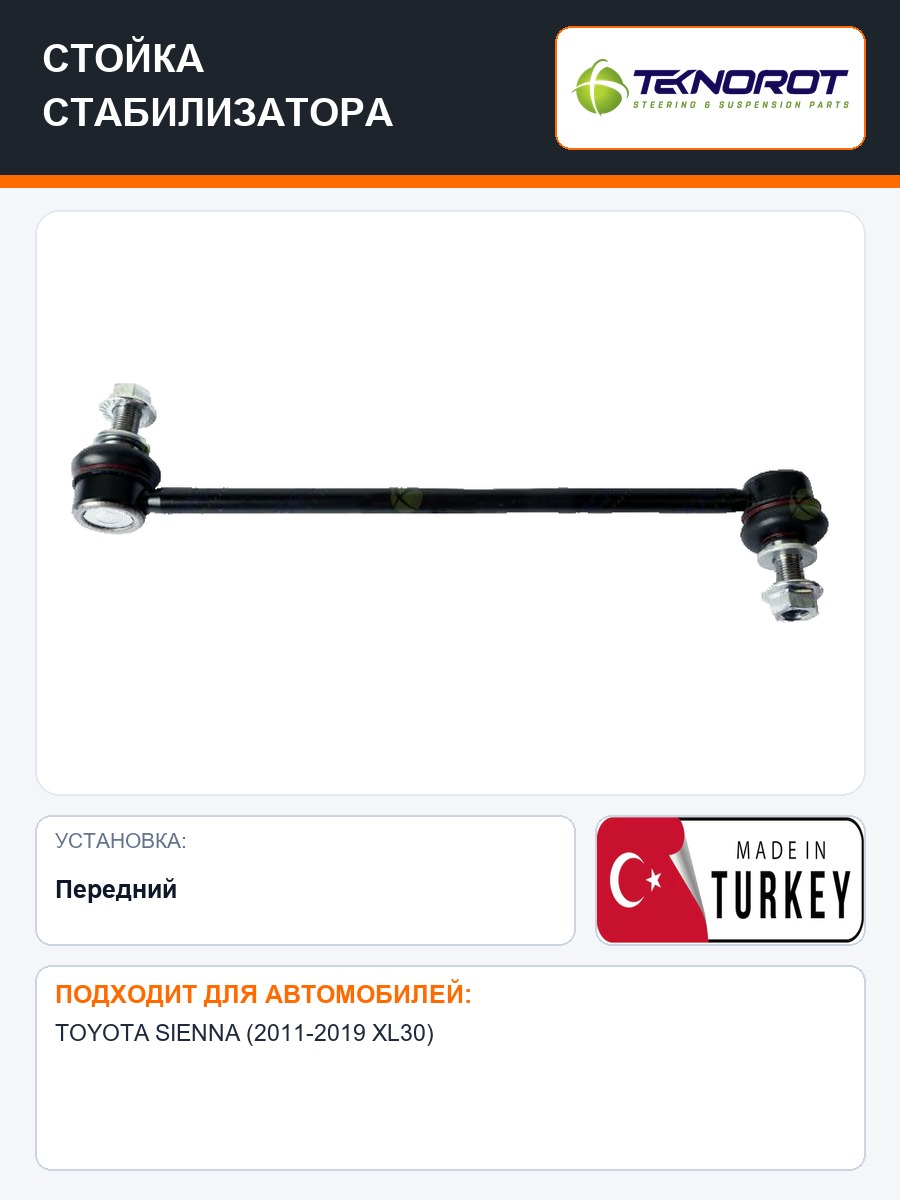 СТОЙКА
СТАБИЛИЗАТОРА
TEKNOROT
STEERING & SUSPENSION PARTS
УСТАНОВКА:
Передний
MADE IN
TURKEY
ПОДХОДИТ ДЛЯ АВТОМОБИЛЕЙ:
TOYOTA SIENNA (2011-2019 XL30)